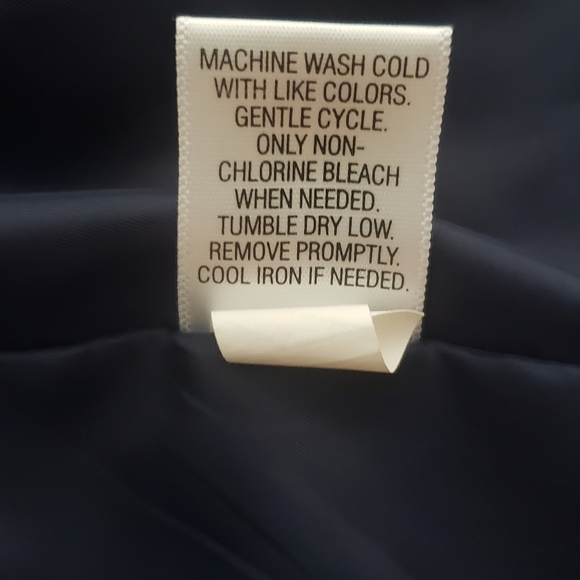 MACHINE WASH COLD
WITH LIKE COLORS.
GENTLE CYCLE.
ONLY NON-
CHLORINE BLEACH
WHEN NEEDED.
TUMBLE DRY LOW.
REMOVE PROMPTLY.
COOL IRON IF NEEDED.